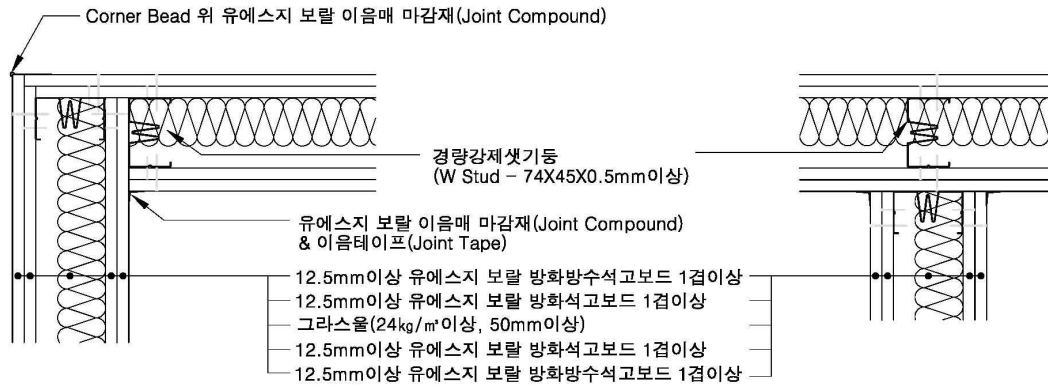 Corner Bead 위 유에스지 보랄 이음매 마감재(Joint Compound)
경량강제샛기둥
(W Stud - 74X45X0.5mm이상)
유에스지 보랄 이음매 마감재(Joint Compound)
& 이음테이프(Joint Tape)
12.5mm이상 유에스지 보랄 방화방수석고보드 1겹이상
12.5mm이상 유에스지 보랄 방화석고보드 1겹이상
그라스울(24kg/㎥이상, 50mm이상)
12.5mm이상 유에스지 보랄 방화석고보드 1겹이상
12.5mm이상 유에스지 보랄 방화방수석고보드 1겹이상